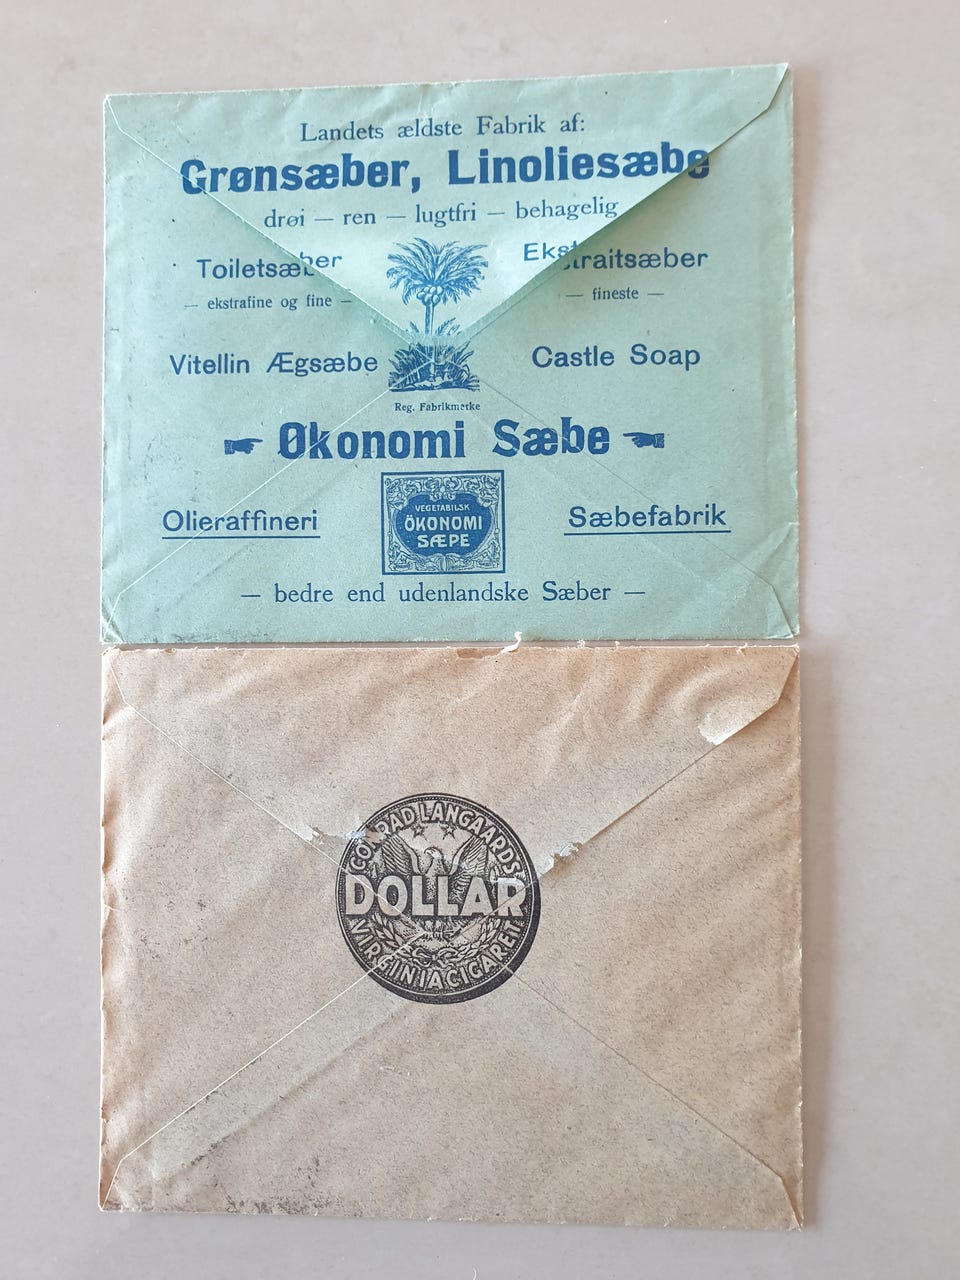 Landets ældste Fabrik af:
Grønsæber, Linoliesæbe
drøi — ren — lugtfri — behagelig
Toiletsæber
— ekstrafine og fine —
Ekstraitsæber
— fineste —
Vitellin Ægsæbe
Castle Soap
Reg. Fabrikmerke
Økonomi Sæbe
VEGETABILSK
ÖKONOMI
SÆPE
Olieraffineri
Sæbefabrik
— bedre end udenlandske Sæber —
CONRAD LANGAARDS
DOLLAR
VIRGINIA CIGARET